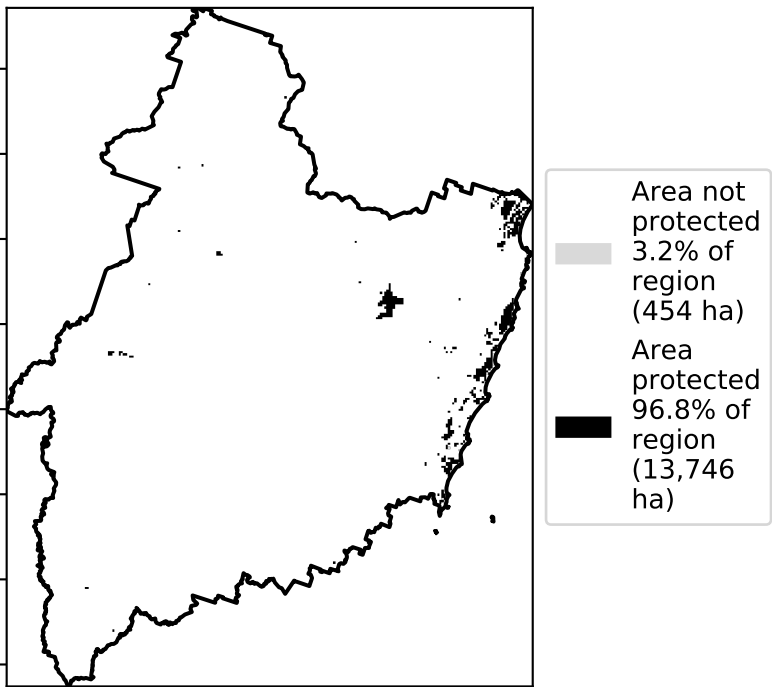 Area not
protected
3.2% of
region
(454 ha)
Area
protected
96.8% of
region
(13,746
ha)